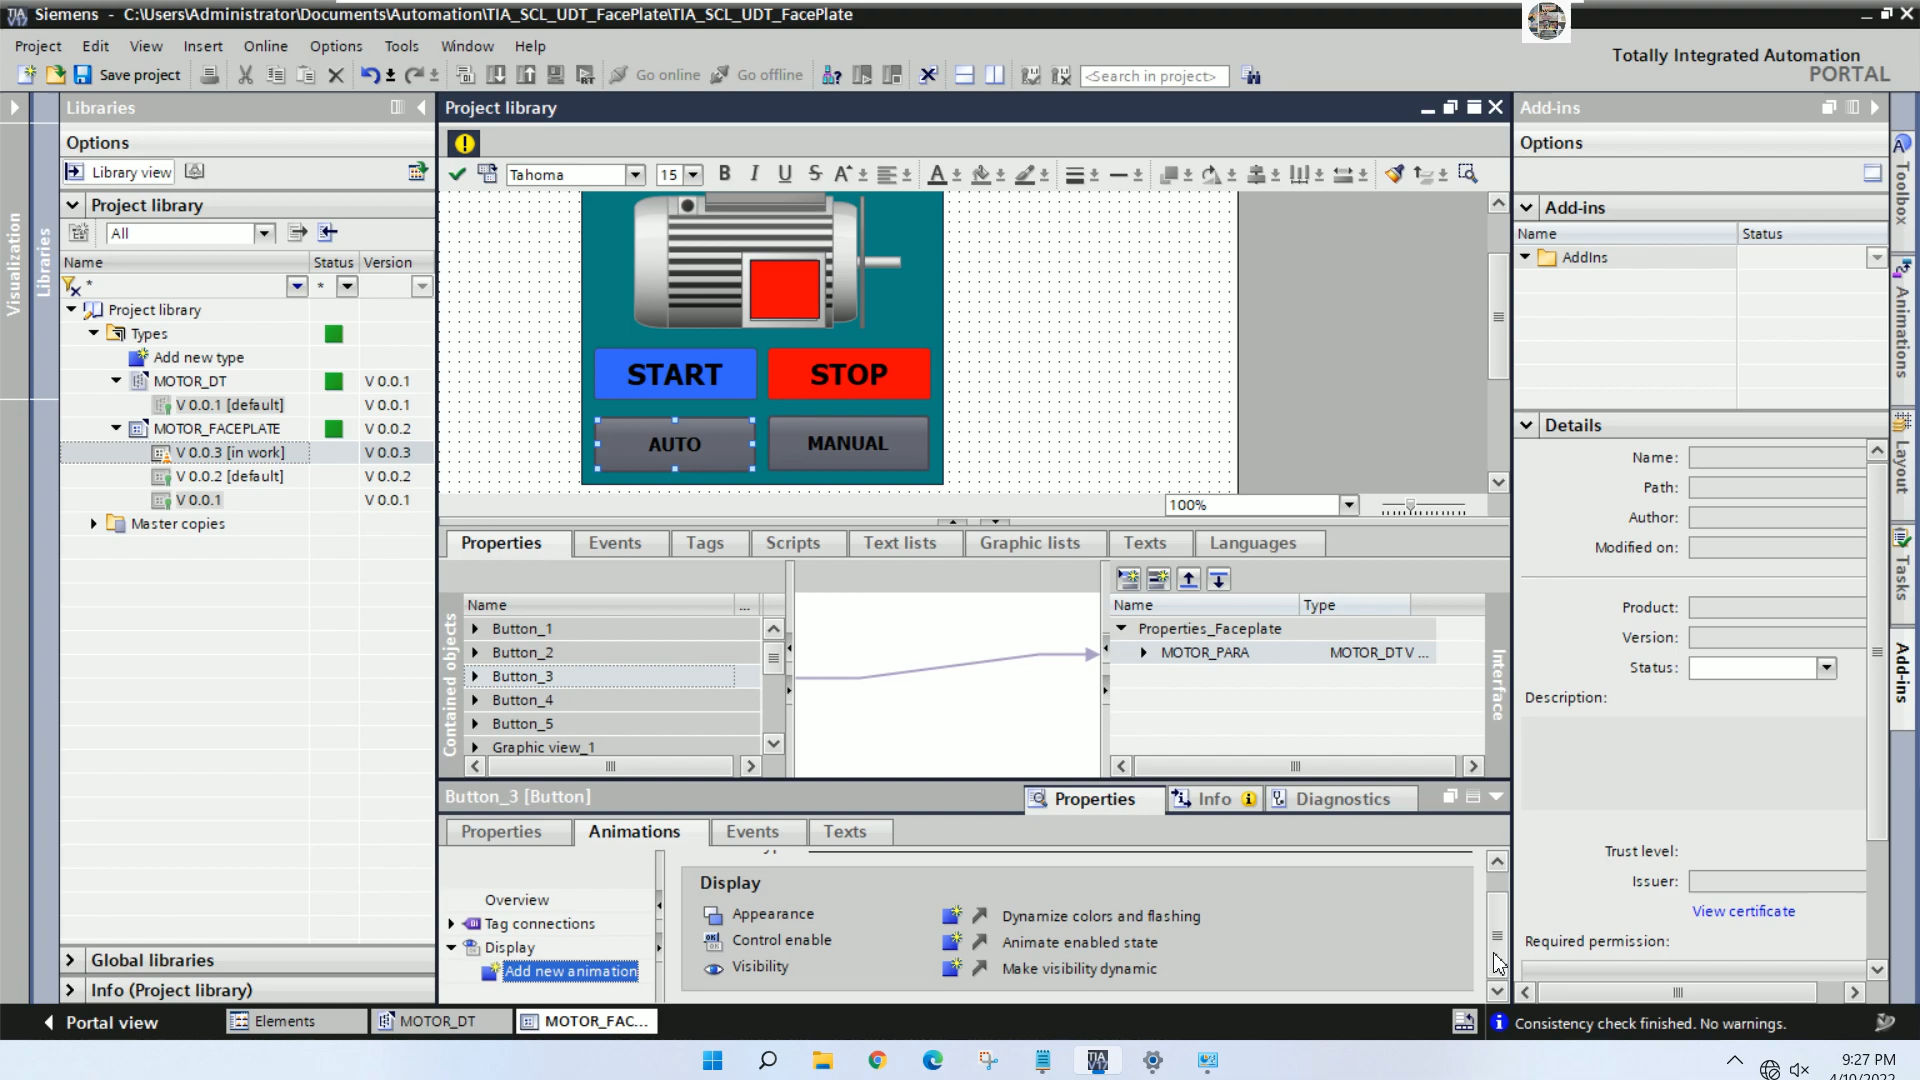 Siemens - C:\Users\Administrator\Documents\Automation\TIA_SCL_UDT_FacePlate\TIA_SCL_UDT_FacePlate
Project Edit View Insert Online Options Tools Window Help
Totally Integrated Automation
PORTAL
Save project
Go online
Go offline
<Search in project>
Libraries
Project library
Add-ins
Options
Options
Library view
Tahoma
15
B I U S A
A
Project library
Add-ins
All
Name Status Version
Name Status
*
*
AddIns
Project library
Types
Add new type
MOTOR_DT V 0.0.1
V 0.0.1 [default] V 0.0.1
MOTOR_FACEPLATE V 0.0.2
V 0.0.3 [in work] V 0.0.3
V 0.0.2 [default] V 0.0.2
V 0.0.1 V 0.0.1
Master copies
Visualization
Libraries
START
STOP
AUTO
MANUAL
100%
Properties Events Tags Scripts Text lists Graphic lists Texts Languages
Contained objects
Name ...
Button_1
Button_2
Button_3
Button_4
Button_5
Graphic view_1
Name Type
Properties_Faceplate
MOTOR_PARA MOTOR_DT V ...
Interface
Details
Name:
Path:
Author:
Modified on:
Product:
Version:
Status:
Description:
Trust level:
Issuer:
View certificate
Required permission:
Toolbox
Animations
Layout
Tasks
Add-ins
Button_3 [Button]
Properties Info Diagnostics
Properties Animations Events Texts
Overview
Tag connections
Display
Add new animation
Display
Appearance Dynamize colors and flashing
Control enable Animate enabled state
Visibility Make visibility dynamic
Global libraries
Info (Project library)
Portal view
Elements
MOTOR_DT
MOTOR_FAC...
Consistency check finished. No warnings.
9:27 PM
4/10/2022